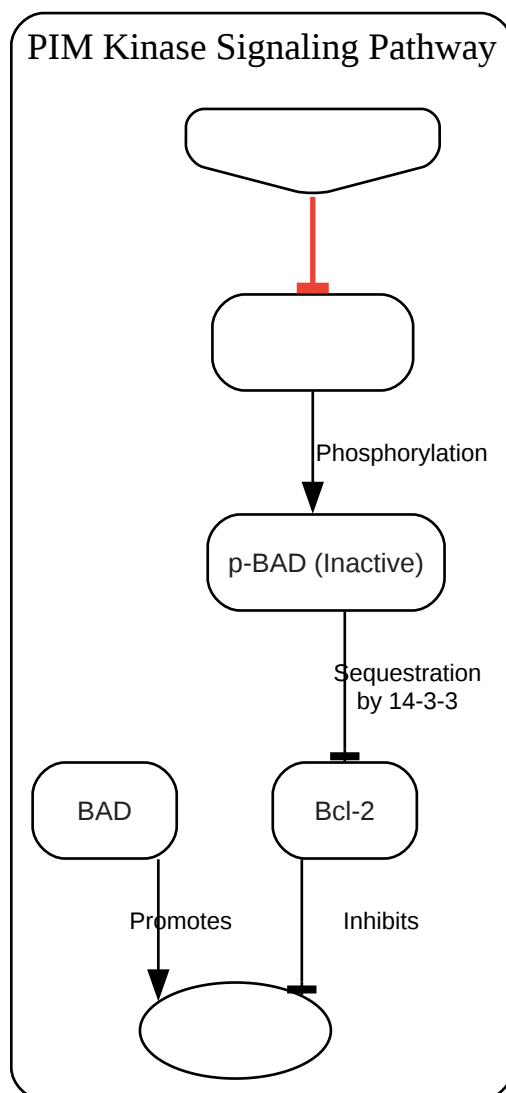 PIM Kinase Signaling Pathway
Phosphorylation
p-BAD (Inactive)
Sequestration
by 14-3-3
BAD
Bcl-2
Promotes
Inhibits